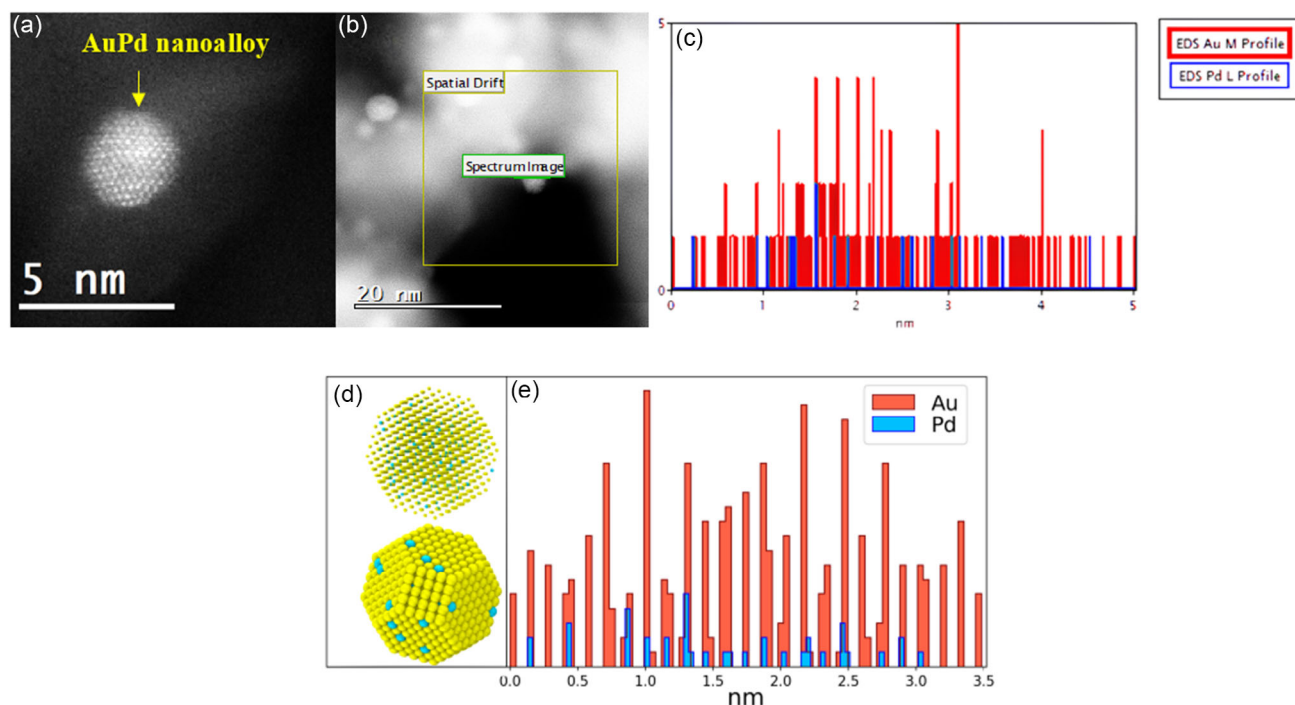 (a)
AuPd nanoalloy
5 nm
(b)
Spatial Drift
Spectrum Image
20 nm
(c)
5
0
0 1 2 3 4 5
nm
EDS Au M Profile
EDS Pd L Profile
(d)
(e)
Au
Pd
0.0 0.5 1.0 1.5 2.0 2.5 3.0 3.5
nm